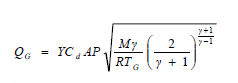 Q_G = YC_d AP √( Mγ / RT_G ( 2 / γ + 1 )^( γ+1 / γ−1 ) )